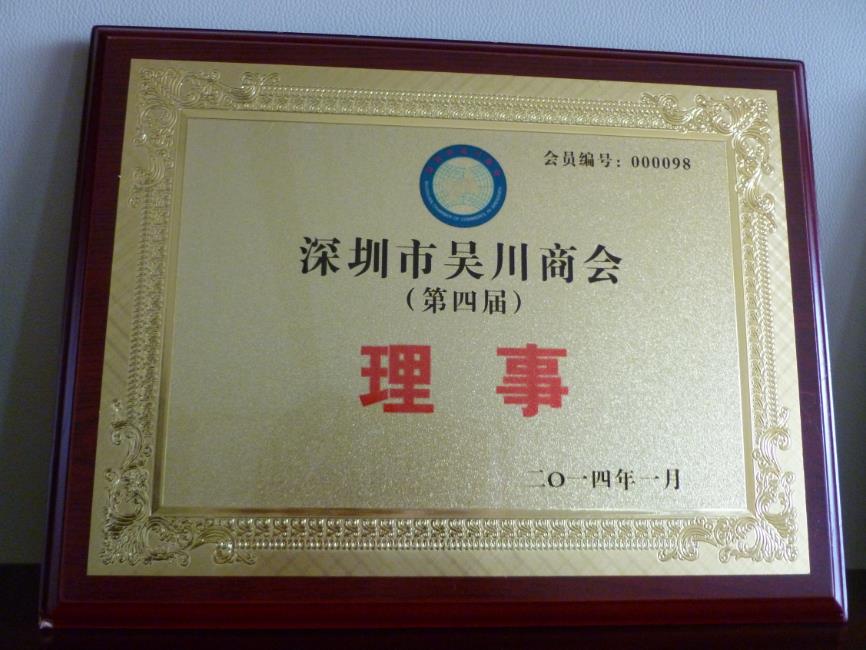 会员编号：000098
深圳市吴川商会
（第四届）
理事
二〇一四年一月